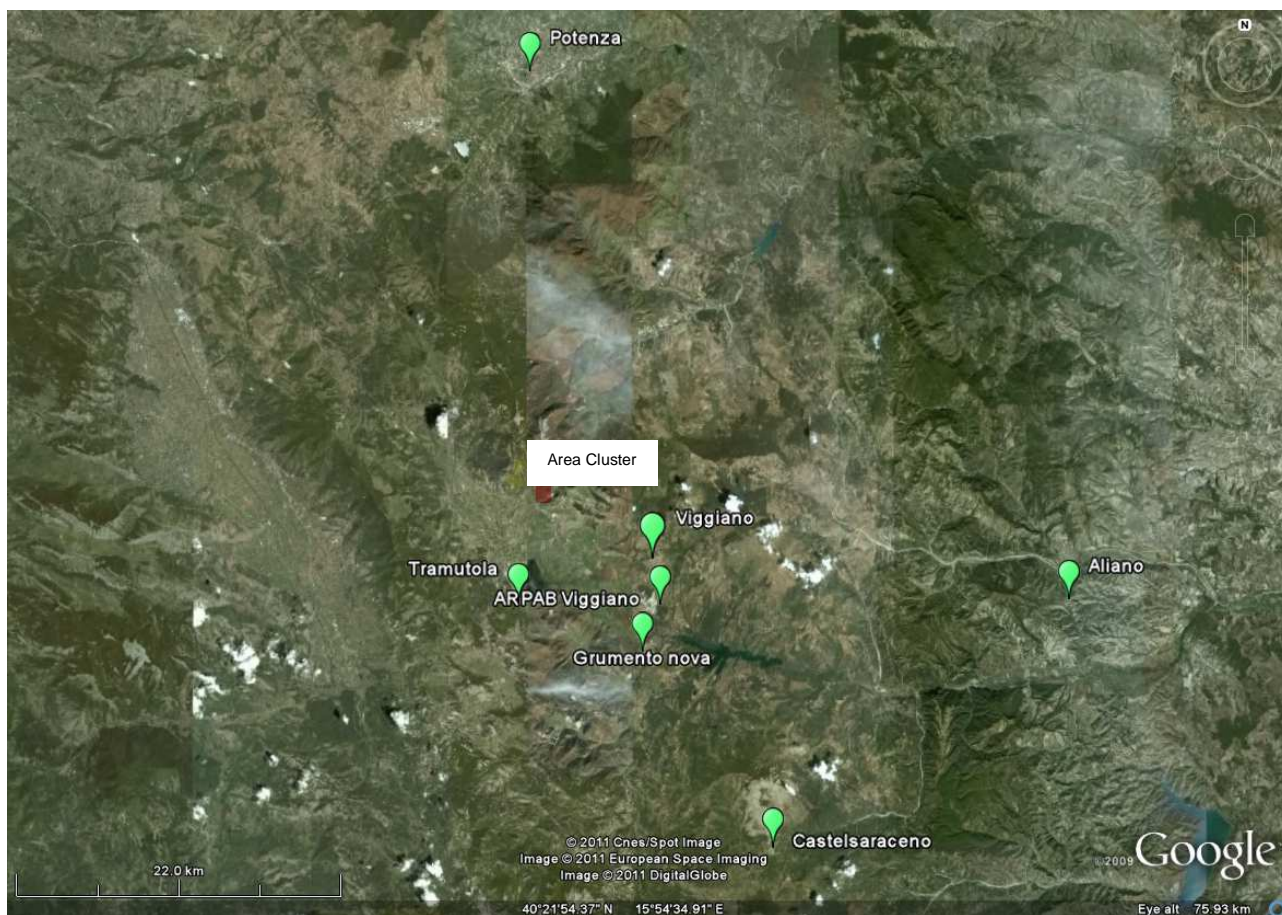 N
Potenza
Area Cluster
Viggiano
Tramutola
Aliano
ARPAB Viggiano
Grumento nova
Castelsaraceno
© 2011 Cnes/Spot Image
Image © 2011 European Space Imaging
Image © 2011 DigitalGlobe
©2009 Google
22.0 km
40°21'54.37" N 15°54'34.91" E
Eye alt 75.93 km